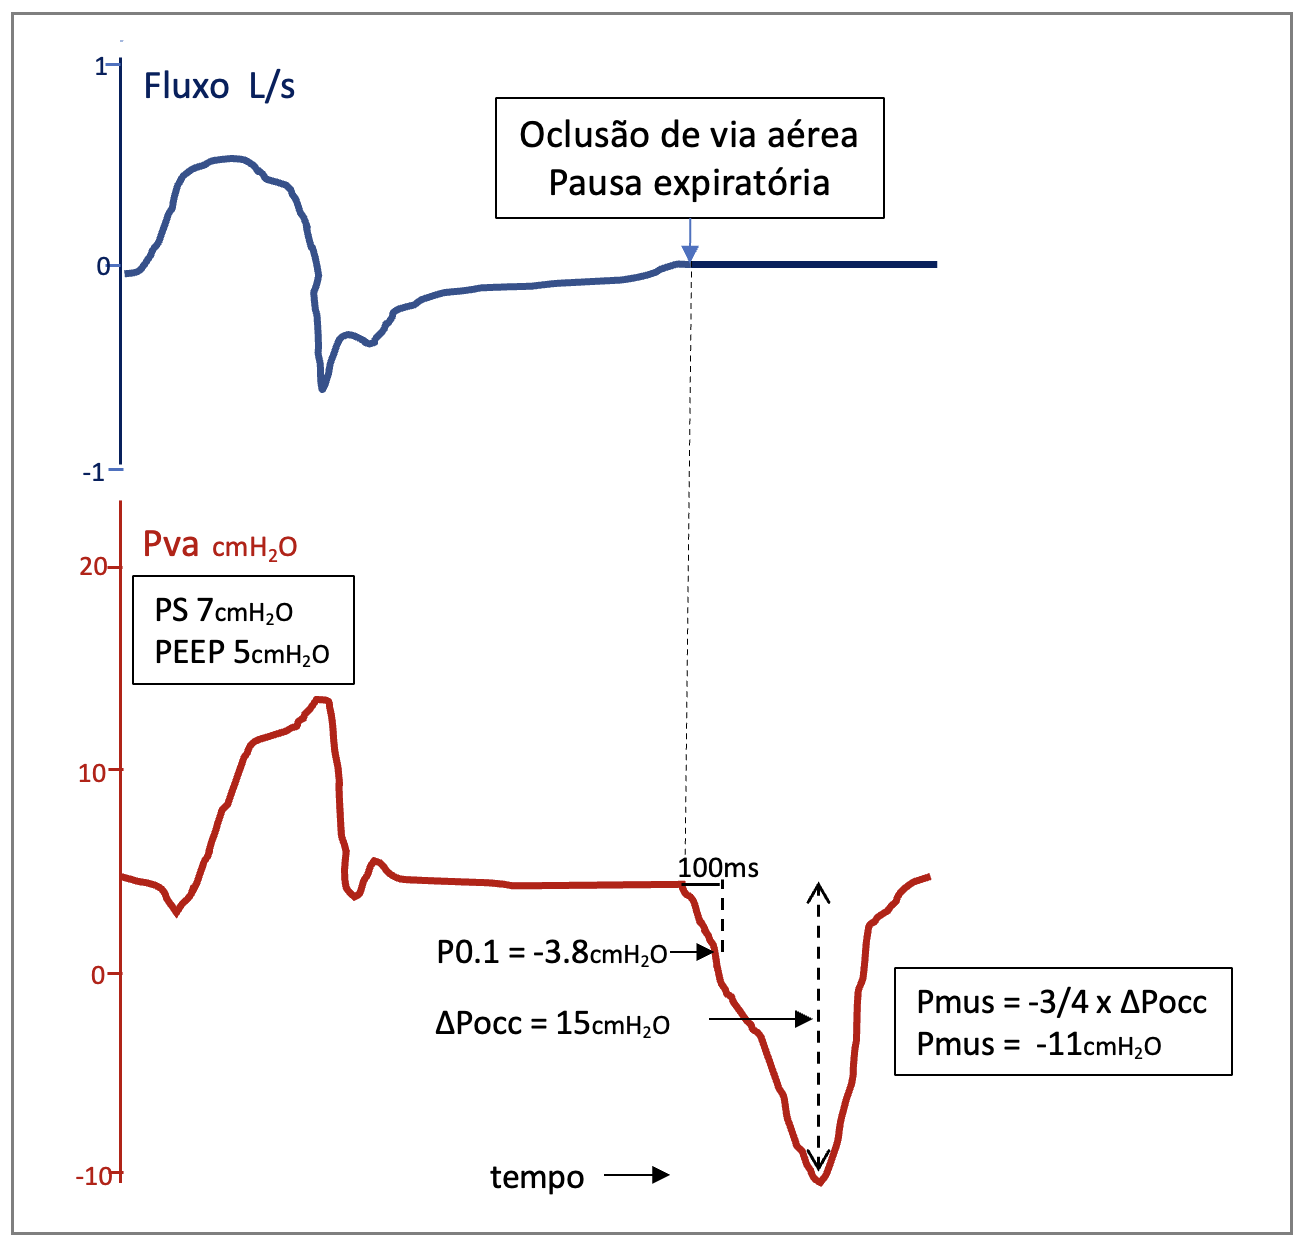 1
Fluxo L/s
Oclusão de via aérea
Pausa expiratória
0
-1
Pva cmH₂O
20
PS 7cmH₂O
PEEP 5cmH₂O
10
100ms
P0.1 = -3.8cmH₂O
0
ΔPocc = 15cmH₂O
Pmus = -3/4 x ΔPocc
Pmus = -11cmH₂O
-10
tempo